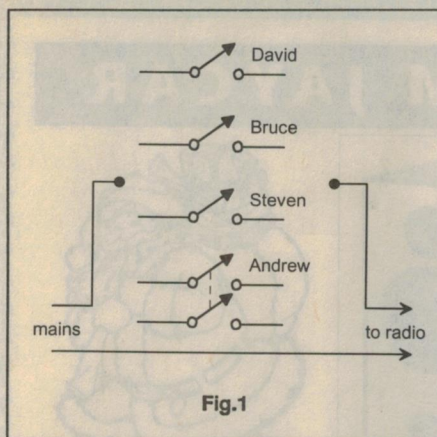 David
Bruce
Steven
Andrew
mains
to radio
Fig.1